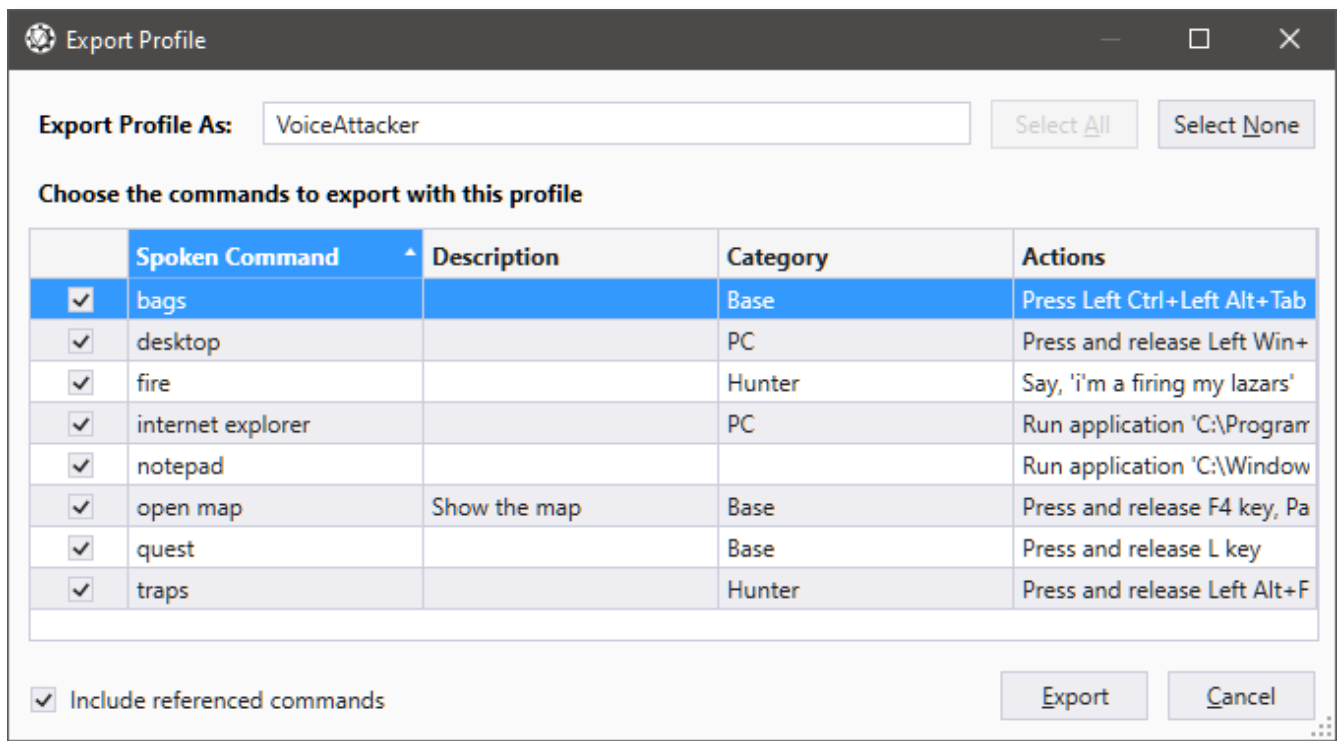 Export Profile
Export Profile As: VoiceAttacker Select All Select None
Choose the commands to export with this profile
Spoken Command Description Category Actions
bags Base Press Left Ctrl+Left Alt+Tab
desktop PC Press and release Left Win+
fire Hunter Say, 'i'm a firing my lazars'
internet explorer PC Run application 'C:\Program
notepad Run application 'C:\Window
open map Show the map Base Press and release F4 key, Pa
quest Base Press and release L key
traps Hunter Press and release Left Alt+F
Include referenced commands Export Cancel